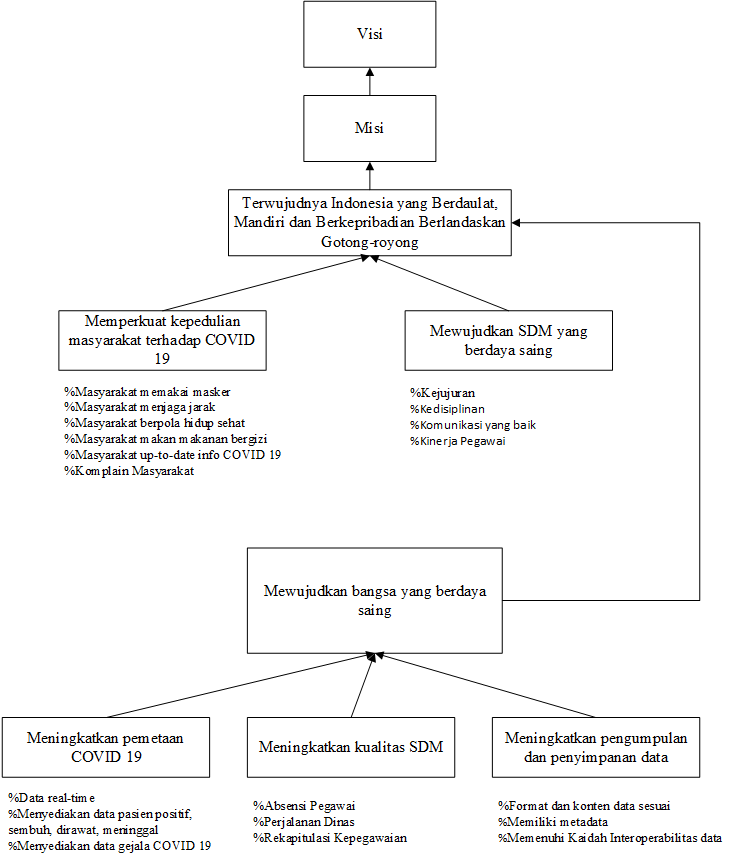 Visi
Misi
Terwujudnya Indonesia yang Berdaulat,
Mandiri dan Berkepribadian Berlandaskan
Gotong-royong
Memperkuat kepedulian
masyarakat terhadap COVID
19
Mewujudkan SDM yang
berdaya saing
%Masyarakat memakai masker
%Masyarakat menjaga jarak
%Masyarakat berpola hidup sehat
%Masyarakat makan makanan bergizi
%Masyarakat up-to-date info COVID 19
%Komplain Masyarakat
%Kejujuran
%Kedisiplinan
%Komunikasi yang baik
%Kinerja Pegawai
Mewujudkan bangsa yang berdaya
saing
Meningkatkan pemetaan
COVID 19
Meningkatkan kualitas SDM
Meningkatkan pengumpulan
dan penyimpanan data
%Data real-time
%Menyediakan data pasien positif,
sembuh, dirawat, meninggal
%Menyediakan data gejala COVID 19
%Absensi Pegawai
%Perjalanan Dinas
%Rekapitulasi Kepegawaian
%Format dan konten data sesuai
%Memiliki metadata
%Memenuhi Kaidah Interoperabilitas data